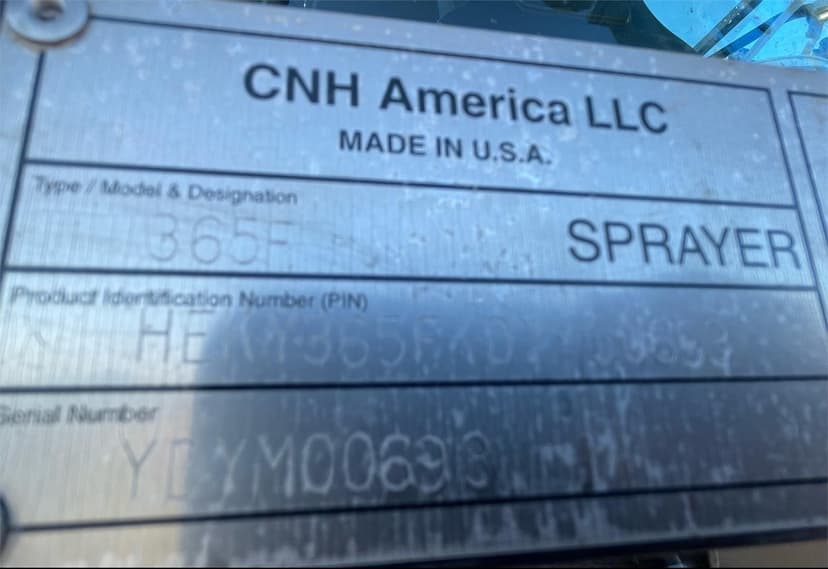 CNH America LLC
MADE IN U.S.A.
Type / Model & Designation
365F SPRAYER
Product Identification Number (PIN)
Serial Number